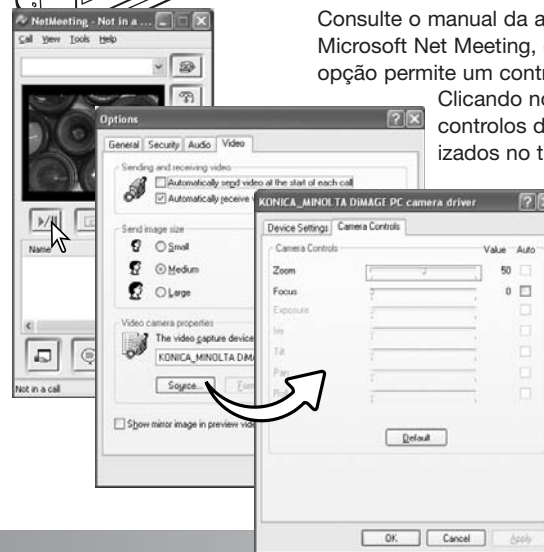 Consulte o manual da a
Microsoft Net Meeting,
opção permite um contr
Clicando no
controlos d
izados no t
NetMeeting - Not in a ...
Call View Tools Help
Name
Not in a call
Options
General Security Audio Video
Sending and receiving video
Automatically send video at the start of each call
Automatically receive
Send image size
Small
Medium
Large
Video camera properties
The video capture device
KONICA_MINOLTA DiMA
Source...
Show mirror image in preview vid
KONICA_MINOLTA DiMAGE PC camera driver
Device Settings Camera Controls
Camera Controls Value Auto
Zoom 50
Focus 0
Exposure
Iris
Tilt
Pan
Default
OK Cancel Apply